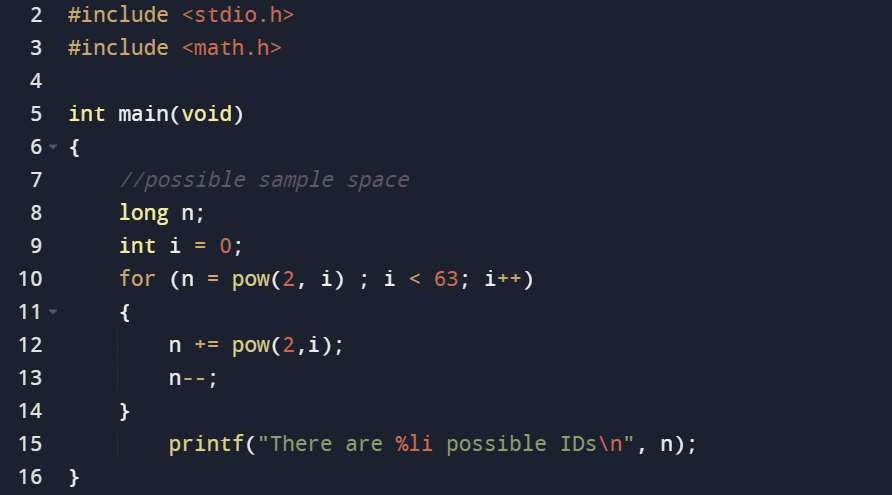 2 #include <stdio.h>
3 #include <math.h>
4
5 int main(void)
6 {
7     //possible sample space
8     long n;
9     int i = 0;
10     for (n = pow(2, i) ; i < 63; i++)
11     {
12         n += pow(2,i);
13         n--;
14     }
15         printf("There are %li possible IDs\n", n);
16 }